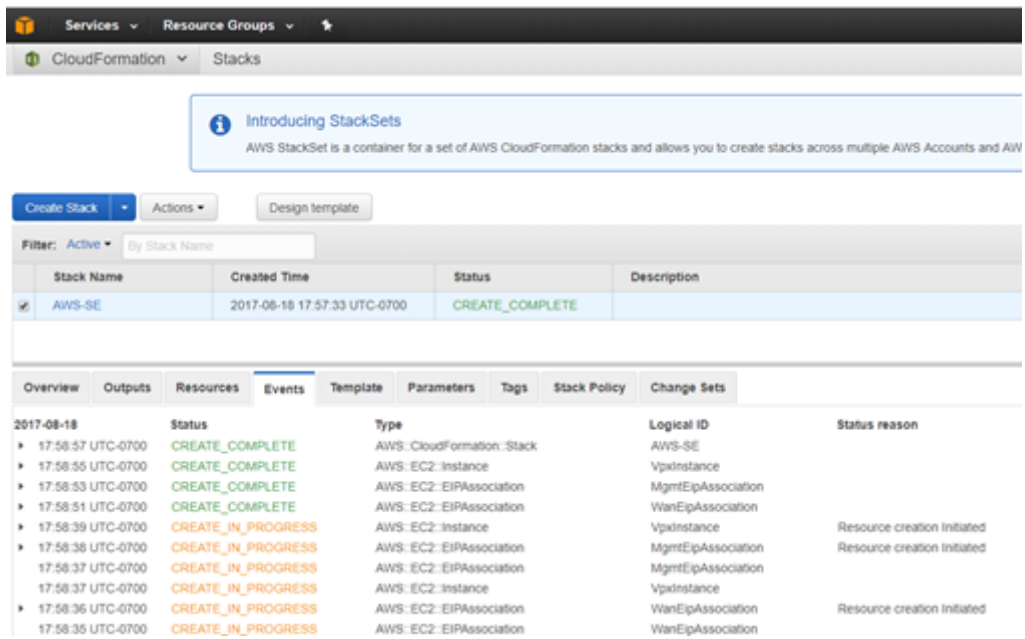 Services Resource Groups
CloudFormation Stacks
Introducing StackSets
AWS StackSet is a container for a set of AWS CloudFormation stacks and allows you to create stacks across multiple AWS Accounts and AW
Create Stack Actions Design template
Filter: Active By Stack Name
Stack Name Created Time Status Description
AWS-SE 2017-08-18 17:57:33 UTC-0700 CREATE_COMPLETE
Overview Outputs Resources Events Template Parameters Tags Stack Policy Change Sets
2017-08-18 Status Type Logical ID Status reason
17:58:57 UTC-0700 CREATE_COMPLETE AWS::CloudFormation::Stack AWS-SE
17:58:55 UTC-0700 CREATE_COMPLETE AWS::EC2::Instance VpxInstance
17:58:53 UTC-0700 CREATE_COMPLETE AWS::EC2::EIPAssociation MgmtEipAssociation
17:58:51 UTC-0700 CREATE_COMPLETE AWS::EC2::EIPAssociation WanEipAssociation
17:58:39 UTC-0700 CREATE_IN_PROGRESS AWS::EC2::Instance VpxInstance Resource creation Initiated
17:58:38 UTC-0700 CREATE_IN_PROGRESS AWS::EC2::EIPAssociation MgmtEipAssociation Resource creation Initiated
17:58:37 UTC-0700 CREATE_IN_PROGRESS AWS::EC2::EIPAssociation MgmtEipAssociation
17:58:37 UTC-0700 CREATE_IN_PROGRESS AWS::EC2::Instance VpxInstance
17:58:36 UTC-0700 CREATE_IN_PROGRESS AWS::EC2::EIPAssociation WanEipAssociation Resource creation Initiated
17:58:35 UTC-0700 CREATE_IN_PROGRESS AWS::EC2::EIPAssociation WanEipAssociation